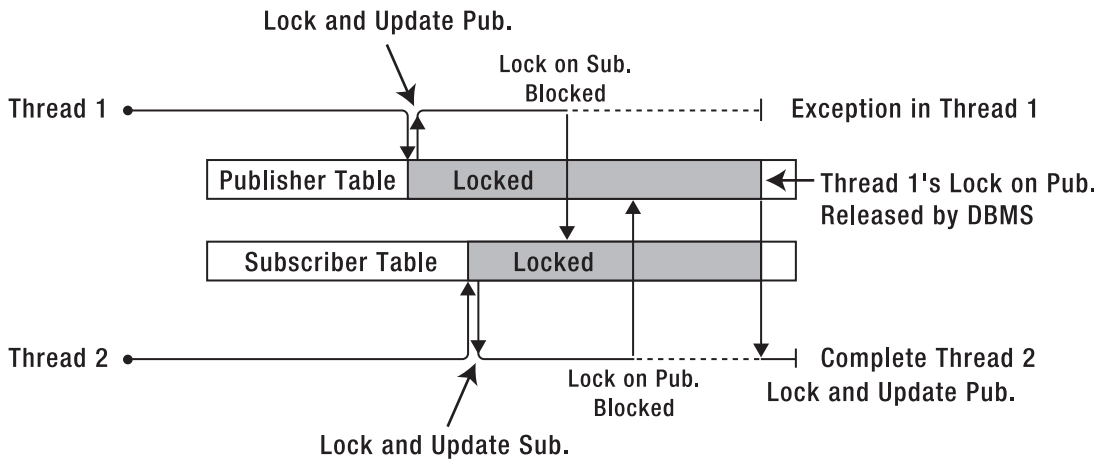 Lock and Update Pub.
Lock on Sub.
Blocked
Thread 1
Exception in Thread 1
Publisher Table
Locked
Thread 1's Lock on Pub.
Released by DBMS
Subscriber Table
Locked
Thread 2
Complete Thread 2
Lock on Pub.
Blocked
Lock and Update Pub.
Lock and Update Sub.